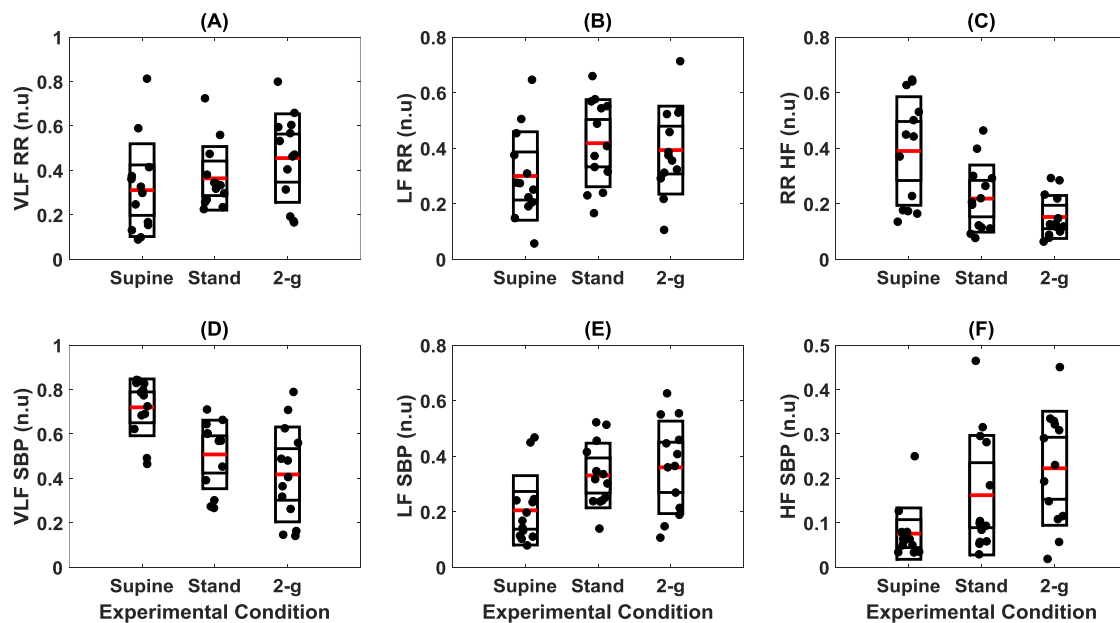 (A)
VLF RR (n.u)
1
0.8
0.6
0.4
0.2
0
Supine Stand 2-g
(B)
LF RR (n.u)
0.8
0.6
0.4
0.2
0
Supine Stand 2-g
(C)
RR HF (n.u)
0.8
0.6
0.4
0.2
0
Supine Stand 2-g
(D)
VLF SBP (n.u)
1
0.8
0.6
0.4
0.2
0
Supine Stand 2-g
Experimental Condition
(E)
LF SBP (n.u)
0.8
0.6
0.4
0.2
0
Supine Stand 2-g
Experimental Condition
(F)
HF SBP (n.u)
0.5
0.4
0.3
0.2
0.1
0
Supine Stand 2-g
Experimental Condition